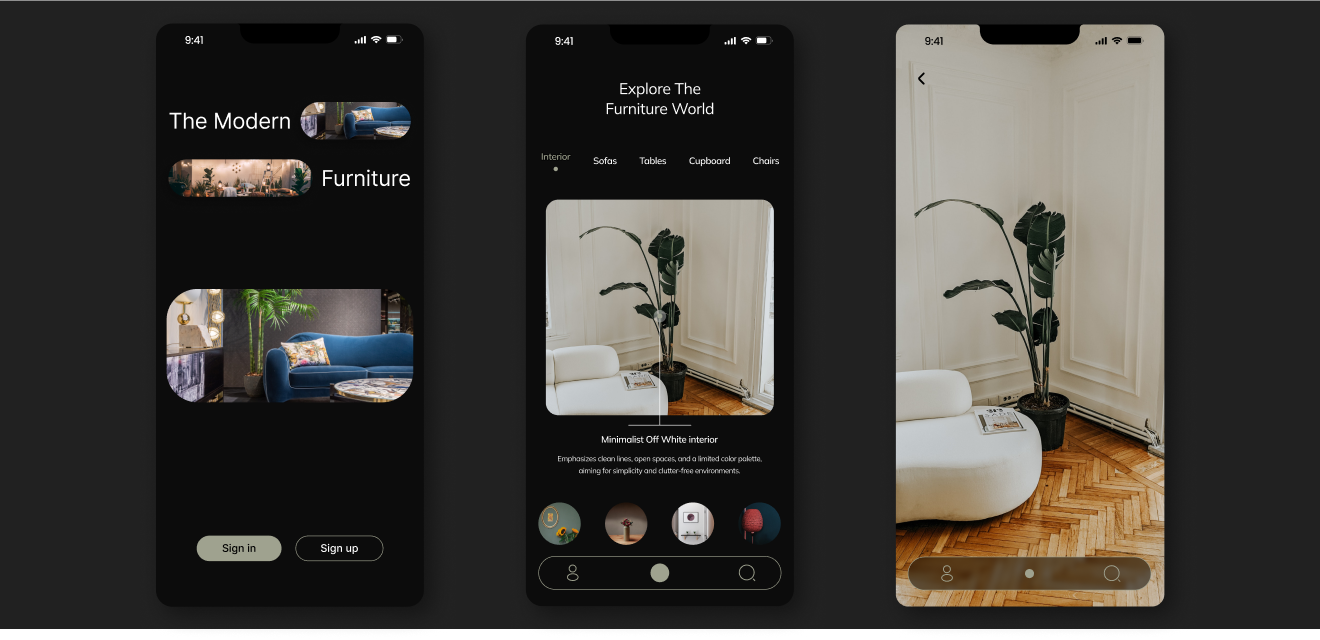 9:41
The Modern
Furniture
Sign in
Sign up
9:41
Explore The
Furniture World
Interior
Sofas
Tables
Cupboard
Chairs
Minimalist Off White interior
Emphasizes clean lines, open spaces, and a limited color palette,
aiming for simplicity and clutter-free environments.
9:41